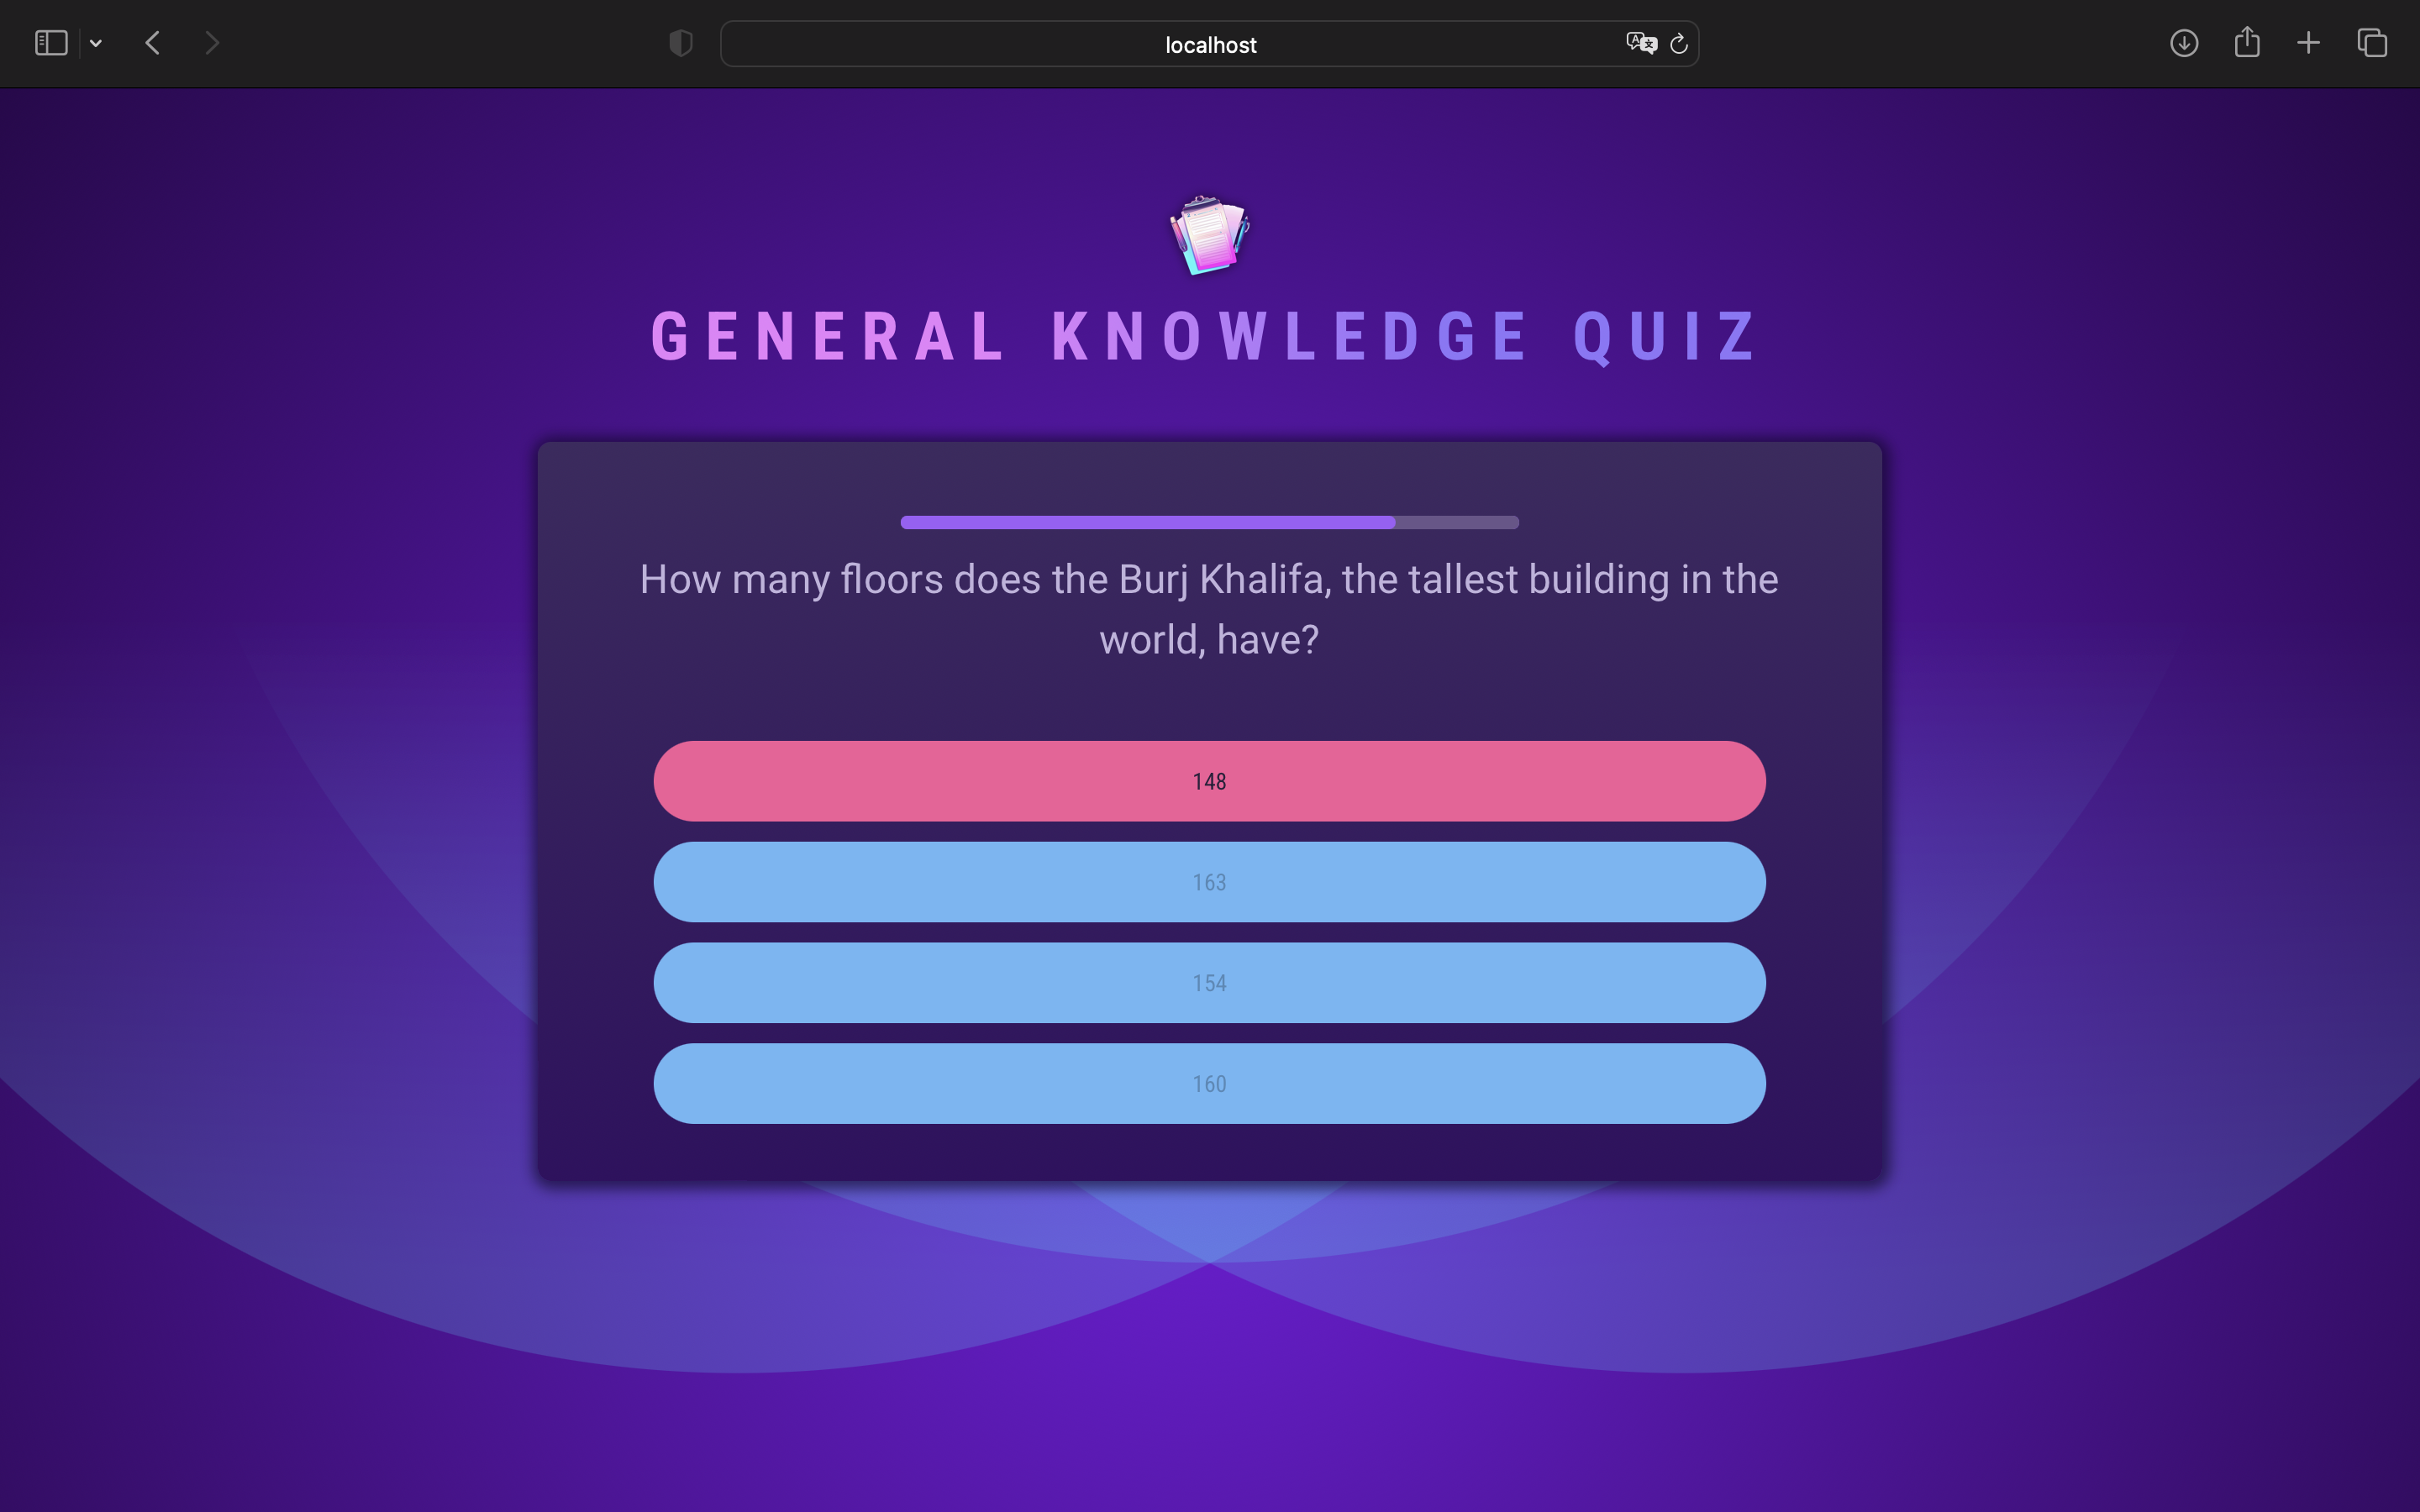 localhost
GENERAL KNOWLEDGE QUIZ
How many floors does the Burj Khalifa, the tallest building in the
world, have?
148
163
154
160